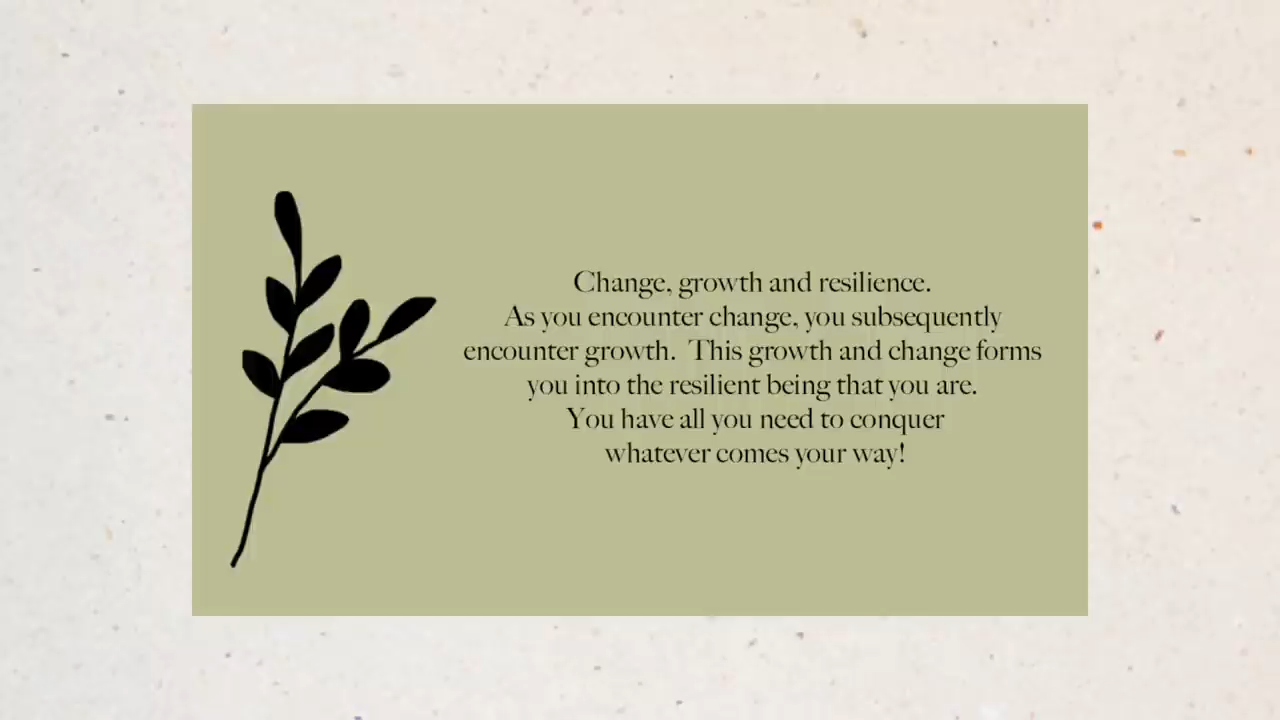 Change, growth and resilience.
As you encounter change, you subsequently
encounter growth.  This growth and change forms
you into the resilient being that you are.
You have all you need to conquer
whatever comes your way!